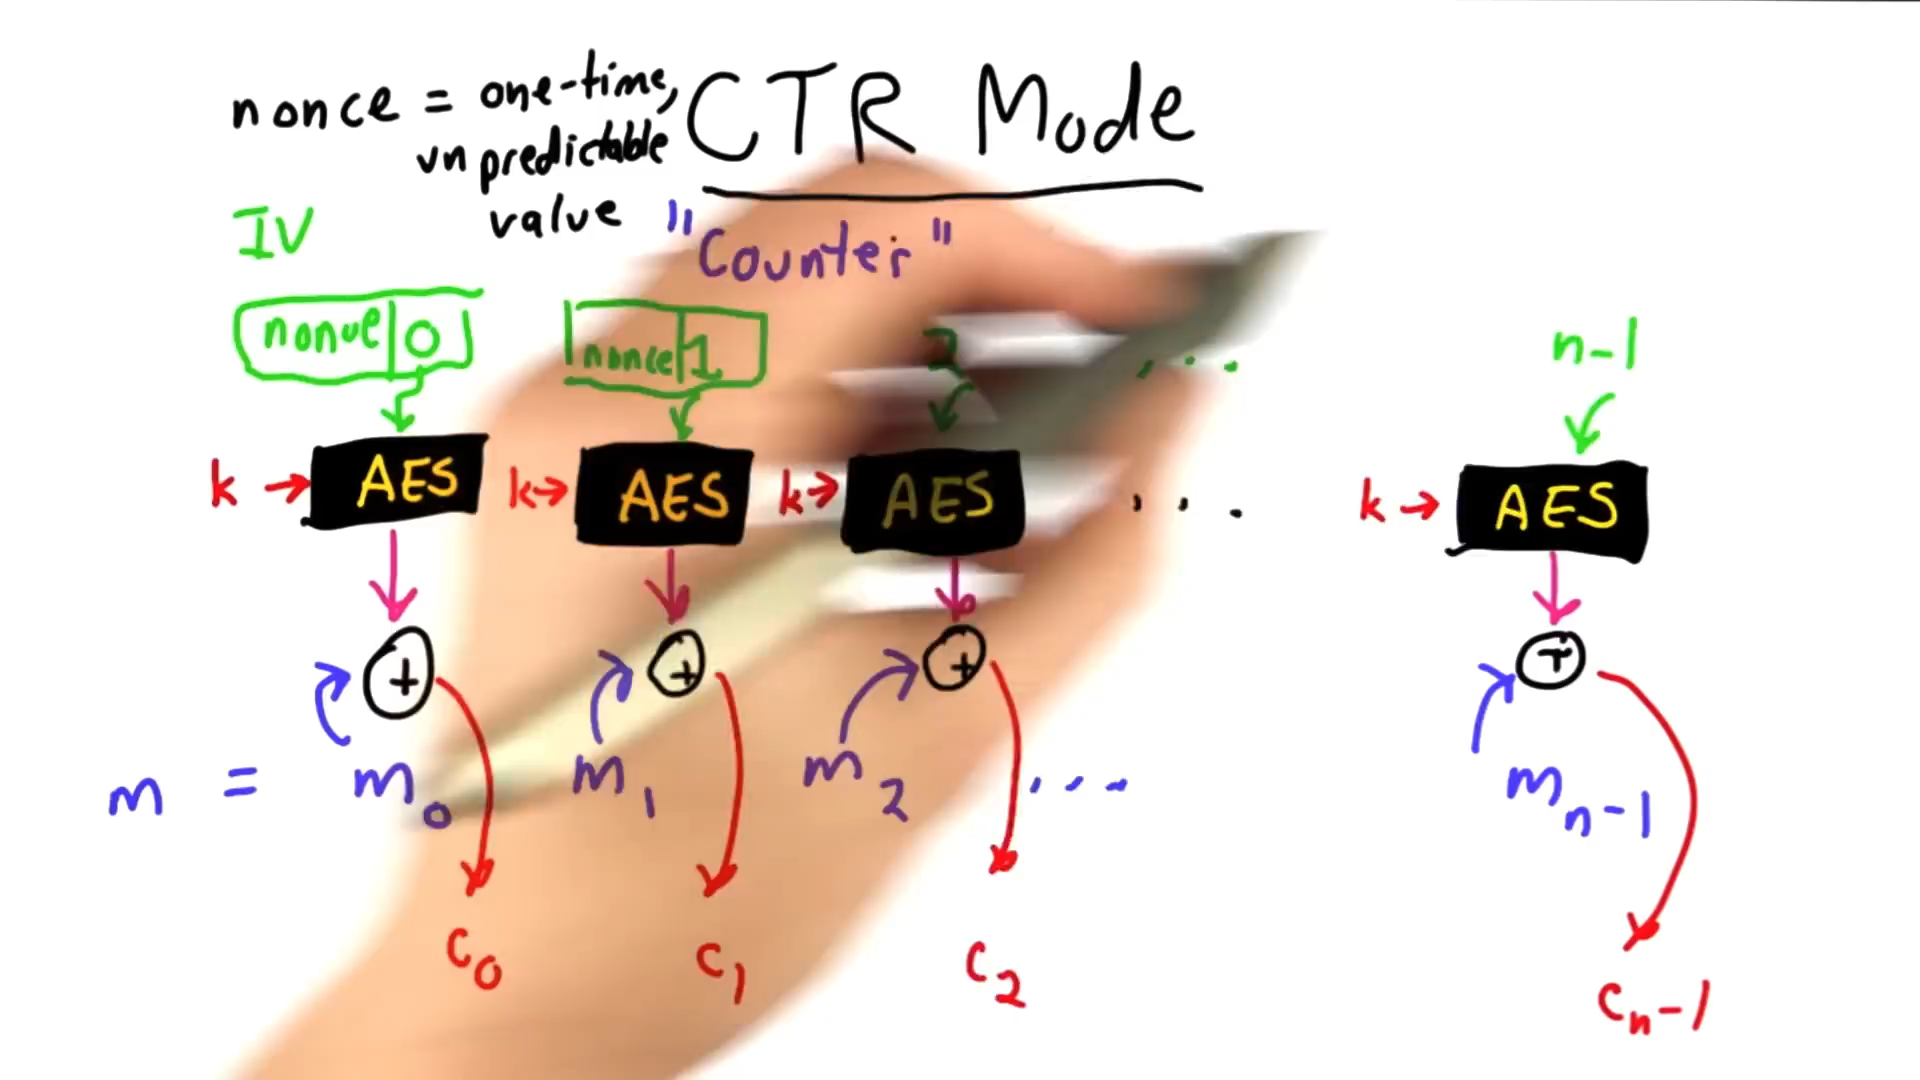 nonce = one-time,
unpredictable
value
CTR Mode
"Counter"
IV
nonce 0
nonce 1
2
...
n-1
k → AES
k → AES
k → AES
...
k → AES
+
+
+
+
m = m0 m1 m2 ... mn-1
c0 c1 c2 cn-1